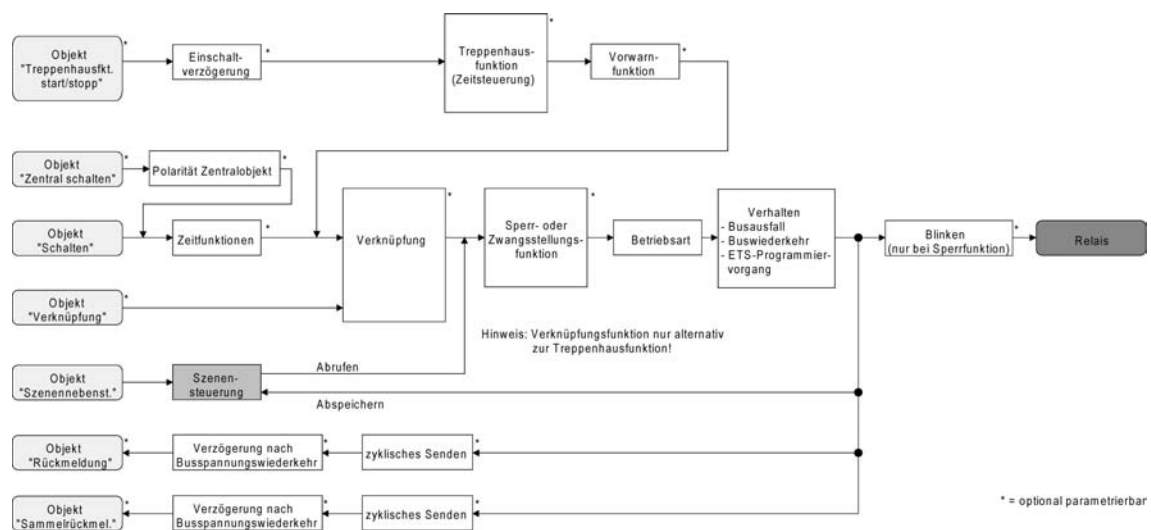 Objekt
"Treppenhausfkt.
start/stopp"
*
Einschalt-
verzögerung
*
Treppenhaus-
funktion
(Zeitsteuerung)
*
Vorwarn-
funktion
*
Objekt
"Zentral schalten"
*
Polarität Zentralobjekt
*
Objekt
"Schalten"
*
Zeitfunktionen
*
Verknüpfung
*
Sperr- oder
Zwangsstellungs-
funktion
*
Betriebsart
Verhalten
- Busausfall
- Buswiederkehr
- ETS-Programmier-
vorgang
Blinken
(nur bei Sperrfunktion)
*
Relais
Objekt
"Verknüpfung"
*
Hinweis: Verknüpfungsfunktion nur alternativ
zur Treppenhausfunktion!
Objekt
"Szenennebenst."
*
Szenen-
steuerung
Abrufen
Abspeichern
Objekt
"Rückmeldung"
*
Verzögerung nach
Busspannungswiederkehr
*
zyklisches Senden
*
Objekt
"Sammelrückmel."
*
Verzögerung nach
Busspannungswiederkehr
*
zyklisches Senden
*
* = optional parametrierbar